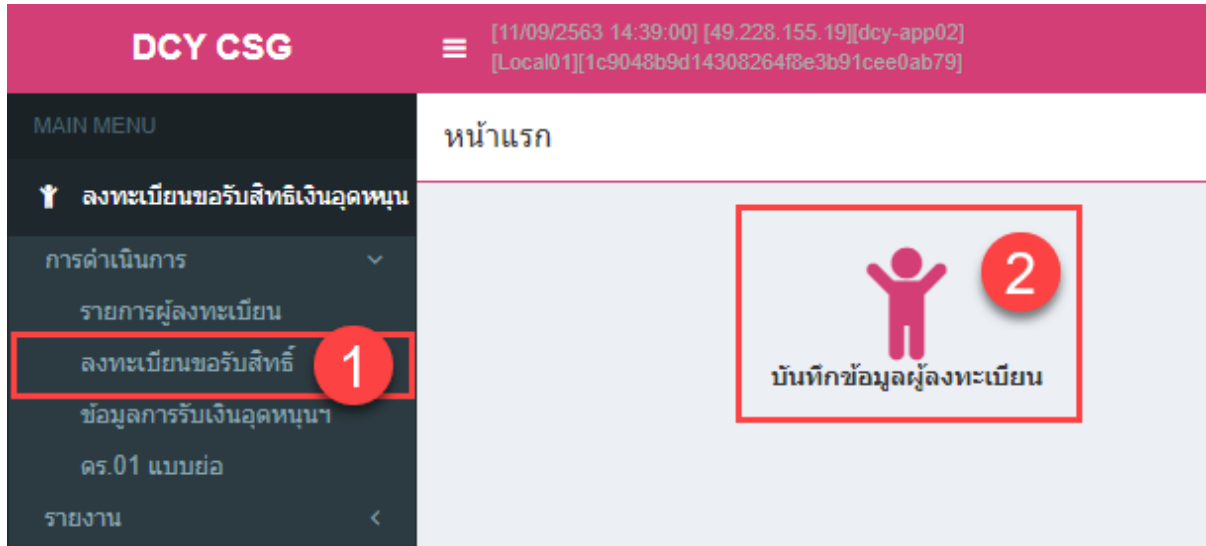 DCY CSG
[11/09/2563 14:39:00] [49.228.155.19][dcy-app02]
[Local01][1c9048b9d14308264f8e3b91cee0ab79]
MAIN MENU
ลงทะเบียนขอรับสิทธิเงินอุดหนุน
การดำเนินการ
รายการผู้ลงทะเบียน
ลงทะเบียนขอรับสิทธิ์
1
ข้อมูลการรับเงินอุดหนุนฯ
ดร.01 แบบย่อ
รายงาน
หน้าแรก
2
บันทึกข้อมูลผู้ลงทะเบียน